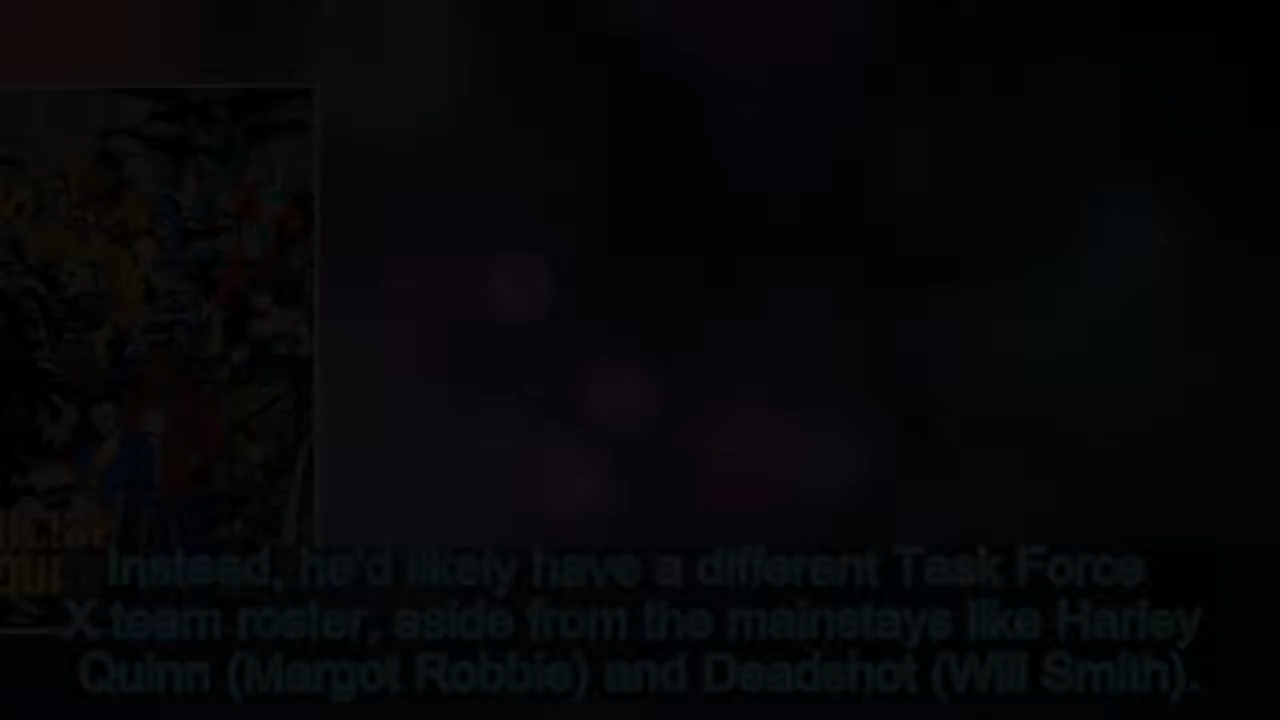 Instead, he'd likely have a different Task Force
X team roster, aside from the mainstays like Harley
Quinn (Margot Robbie) and Deadshot (Will Smith).